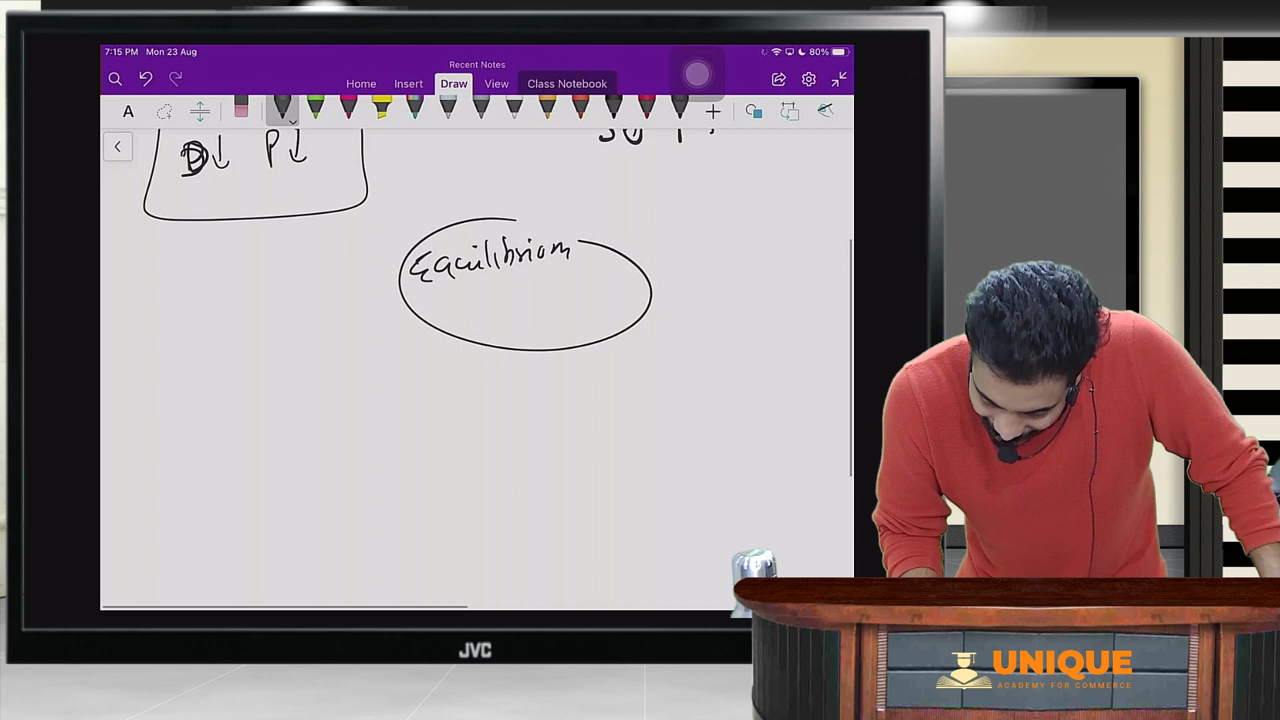 7:15 PM Mon 23 Aug
80%
Recent Notes
Home Insert Draw View Class Notebook
A
D↓ P↓
Equilibriom
JVC
UNIQUE
ACADEMY FOR COMMERCE